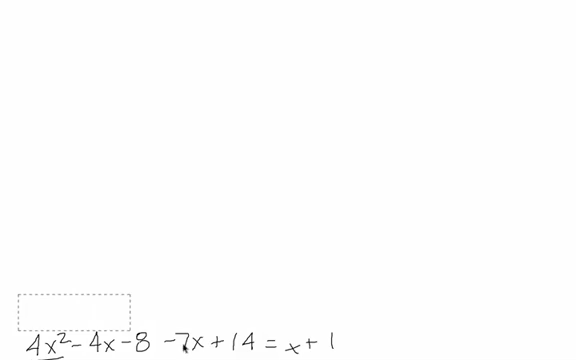 4x² - 4x - 8 - 7x + 14 = x + 1